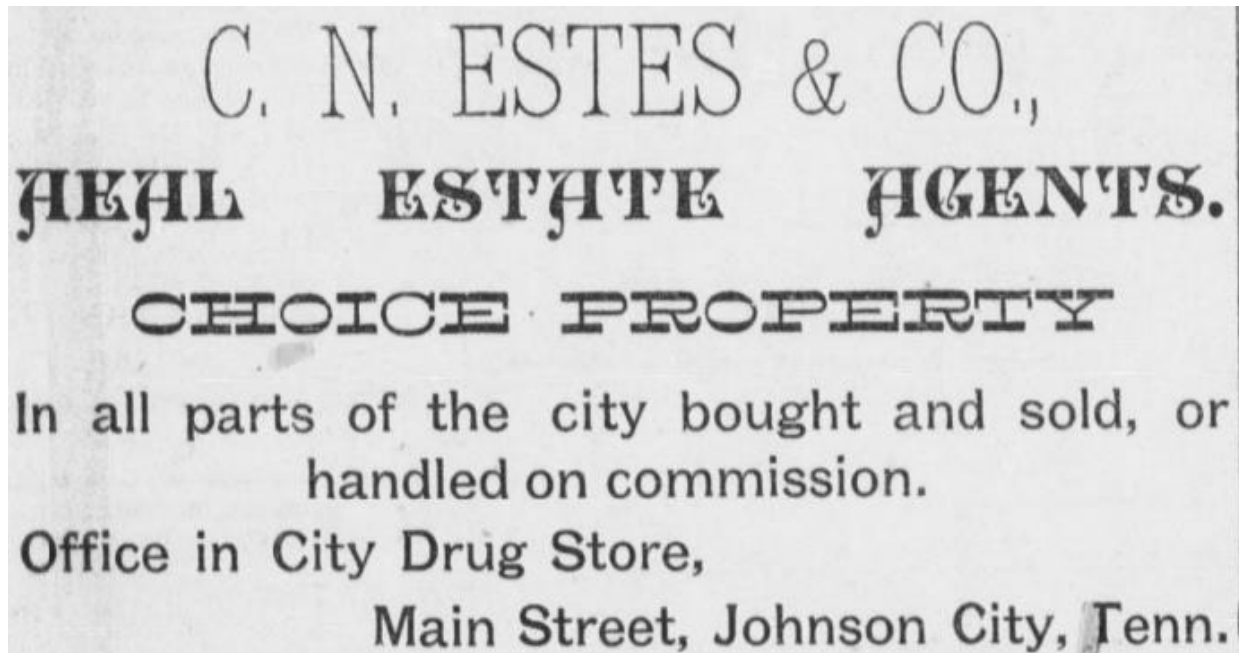 C. N. ESTES & CO.,
AEAL ESTATE AGENTS.
CHOICE PROPERTY
In all parts of the city bought and sold, or
handled on commission.
Office in City Drug Store,
Main Street, Johnson City, Tenn.